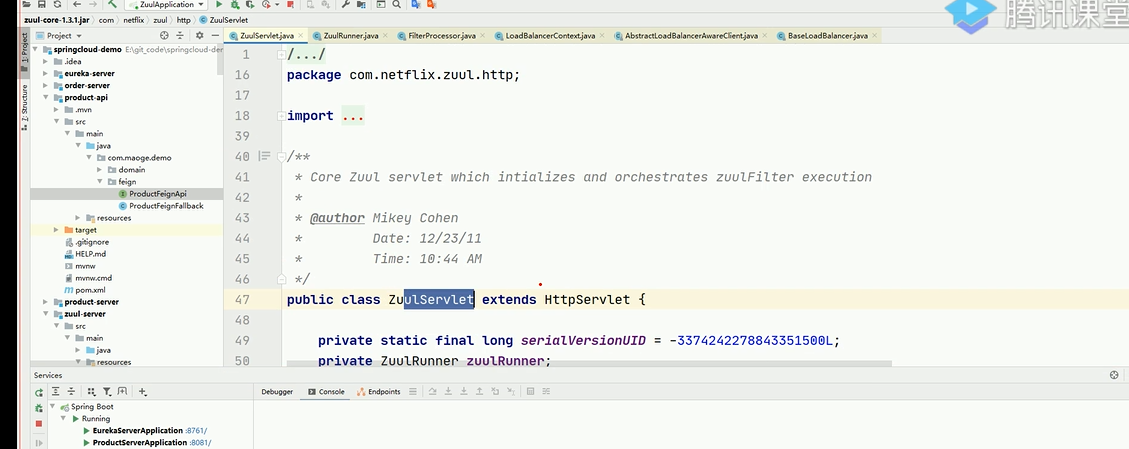 ZuulApplication
腾讯课堂
zuul-core-1.3.1.jar com netflix zuul http ZuulServlet
Project
ZuulServlet.java ZuulRunner.java FilterProcessor.java LoadBalancerContext.java AbstractLoadBalancerAwareClient.java BaseLoadBalancer.java
1: Project
7: Structure
springcloud-demo E:\git_code\springcloud-der
.idea
eureka-server
order-server
product-api
.mvn
src
main
java
com.maoge.demo
domain
feign
ProductFeignApi
ProductFeignFallback
resources
target
.gitignore
HELP.md
mvnw
mvnw.cmd
pom.xml
product-server
zuul-server
src
main
java
resources
1 /.../
16 package com.netflix.zuul.http;
17
18 import ...
39
40 /**
41 * Core Zuul servlet which intializes and orchestrates zuulFilter execution
42 *
43 * @author Mikey Cohen
44 * Date: 12/23/11
45 * Time: 10:44 AM
46 */
47 public class ZuulServlet extends HttpServlet {
48
49 private static final long serialVersionUID = -3374242278843351500L;
50 private ZuulRunner zuulRunner;
Services
Debugger Console Endpoints
Spring Boot
Running
EurekaServerApplication :8761/
ProductServerApplication :8081/